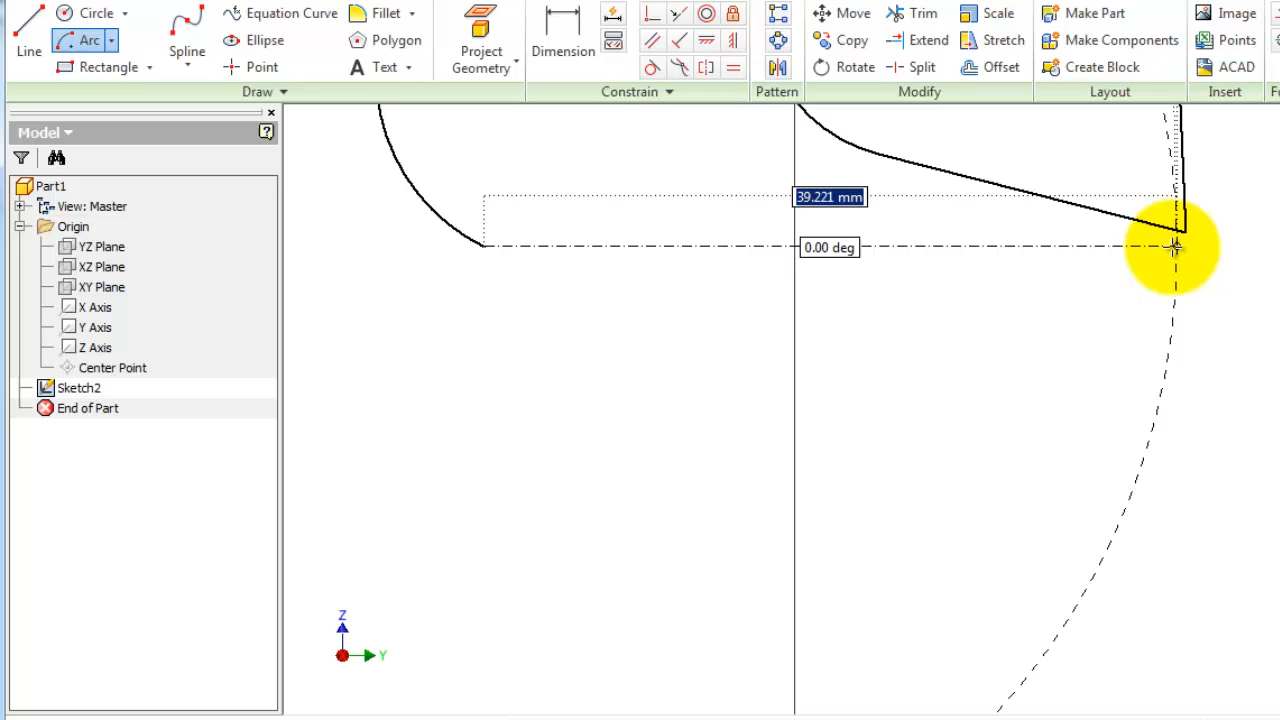 Circle Equation Curve Fillet Move Trim Scale Make Part Image
Line Arc Spline Ellipse Polygon Project Geometry Dimension Copy Extend Stretch Make Components Points
Rectangle Point A Text Rotate Split Offset Create Block ACAD
Draw Constrain Pattern Modify Layout Insert
Model
Part1
View: Master
Origin
YZ Plane
XZ Plane
XY Plane
X Axis
Y Axis
Z Axis
Center Point
Sketch2
End of Part
39.221 mm
0.00 deg
Z
Y